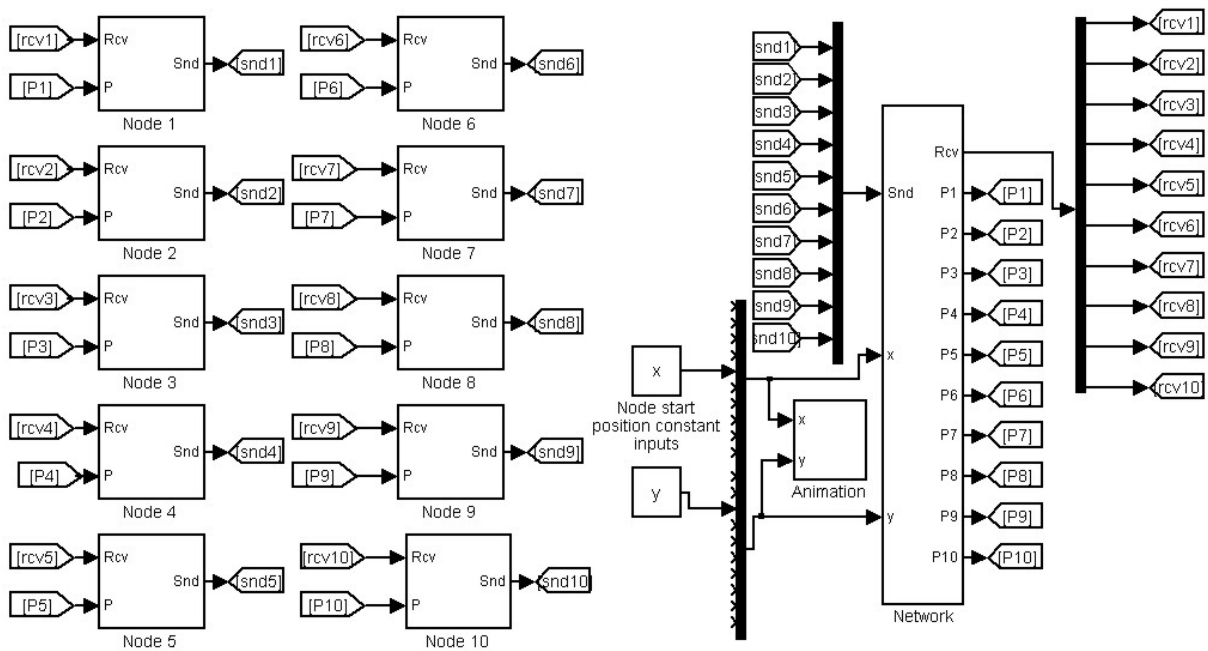 [rcv1]
Rcv
Snd
[snd1]
[P1]
P
Node 1
[rcv2]
Rcv
Snd
[snd2]
[P2]
P
Node 2
[rcv3]
Rcv
Snd
[snd3]
[P3]
P
Node 3
[rcv4]
Rcv
Snd
[snd4]
[P4]
P
Node 4
[rcv5]
Rcv
Snd
[snd5]
[P5]
P
Node 5
[rcv6]
Rcv
Snd
[snd6]
[P6]
P
Node 6
[rcv7]
Rcv
Snd
[snd7]
[P7]
P
Node 7
[rcv8]
Rcv
Snd
[snd8]
[P8]
P
Node 8
[rcv9]
Rcv
Snd
[snd9]
[P9]
P
Node 9
[rcv10]
Rcv
Snd
[snd10]
[P10]
P
Node 10
[snd1]
[snd2]
[snd3]
[snd4]
[snd5]
[snd6]
[snd7]
[snd8]
[snd9]
[snd10]
x
Node start
position constant
inputs
y
x
y
Animation
Snd
x
y
Rcv
P1
P2
P3
P4
P5
P6
P7
P8
P9
P10
Network
[P1]
[P2]
[P3]
[P4]
[P5]
[P6]
[P7]
[P8]
[P9]
[P10]
[rcv1]
[rcv2]
[rcv3]
[rcv4]
[rcv5]
[rcv6]
[rcv7]
[rcv8]
[rcv9]
[rcv10]